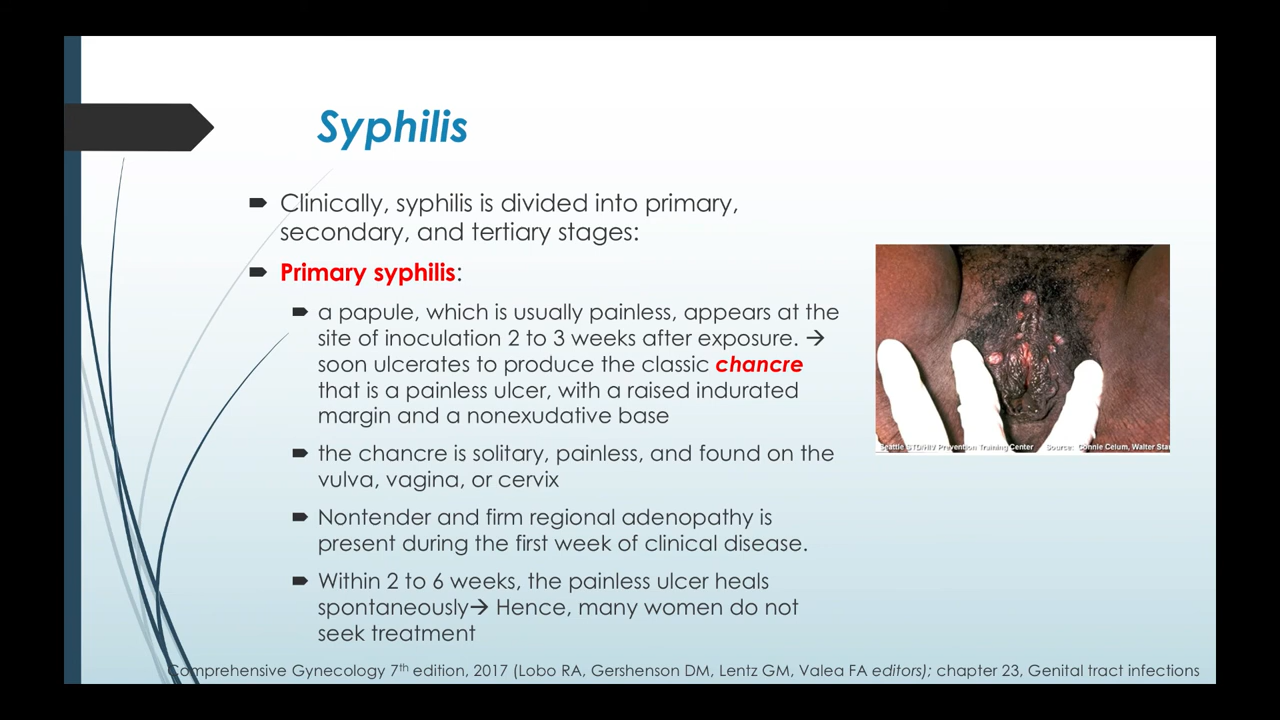 Syphilis
Clinically, syphilis is divided into primary,
secondary, and tertiary stages:
Primary syphilis:
a papule, which is usually painless, appears at the
site of inoculation 2 to 3 weeks after exposure. →
soon ulcerates to produce the classic chancre
that is a painless ulcer, with a raised indurated
margin and a nonexudative base
the chancre is solitary, painless, and found on the
vulva, vagina, or cervix
Nontender and firm regional adenopathy is
present during the first week of clinical disease.
Within 2 to 6 weeks, the painless ulcer heals
spontaneously→ Hence, many women do not
seek treatment
Seattle STD/HIV Prevention Training Center Source: Connie Celum, Walter Sta
Comprehensive Gynecology 7th edition, 2017 (Lobo RA, Gershenson DM, Lentz GM, Valea FA editors); chapter 23, Genital tract infections